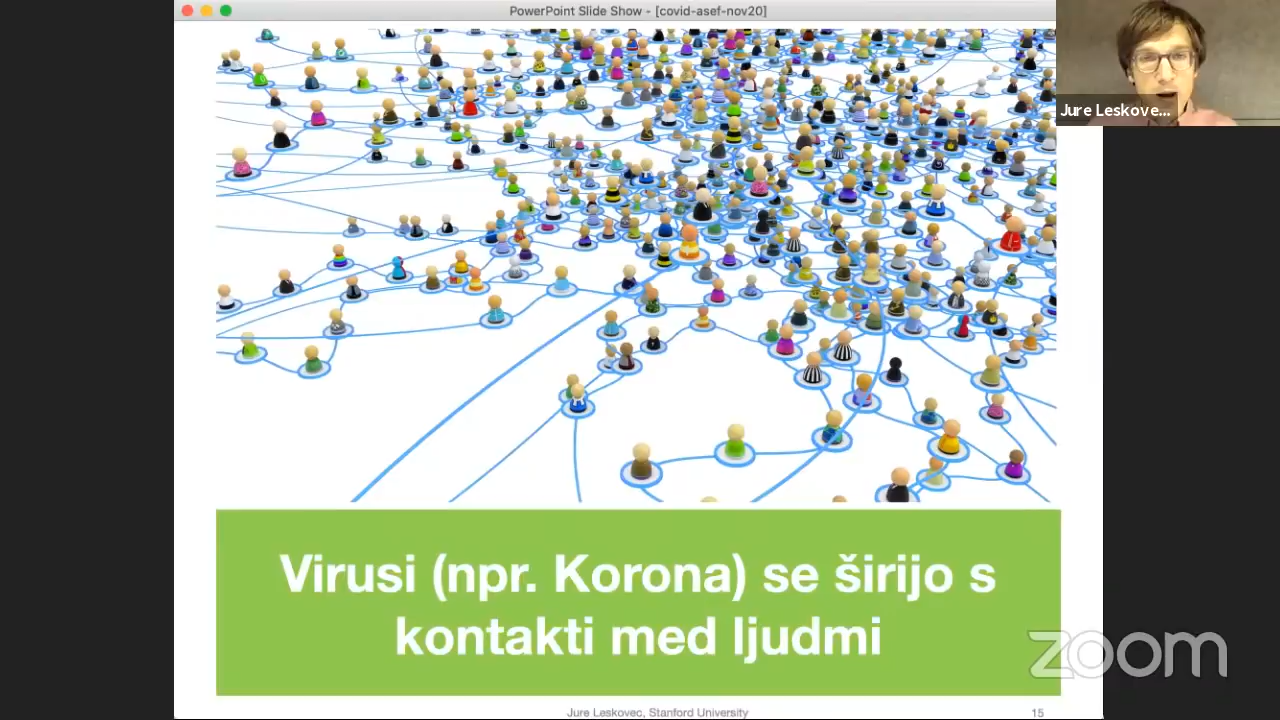 PowerPoint Slide Show - [covid-asef-nov20]
Jure Leskove...
Virusi (npr. Korona) se širijo s
kontakti med ljudmi
zoom
Jure Leskovec, Stanford University
15